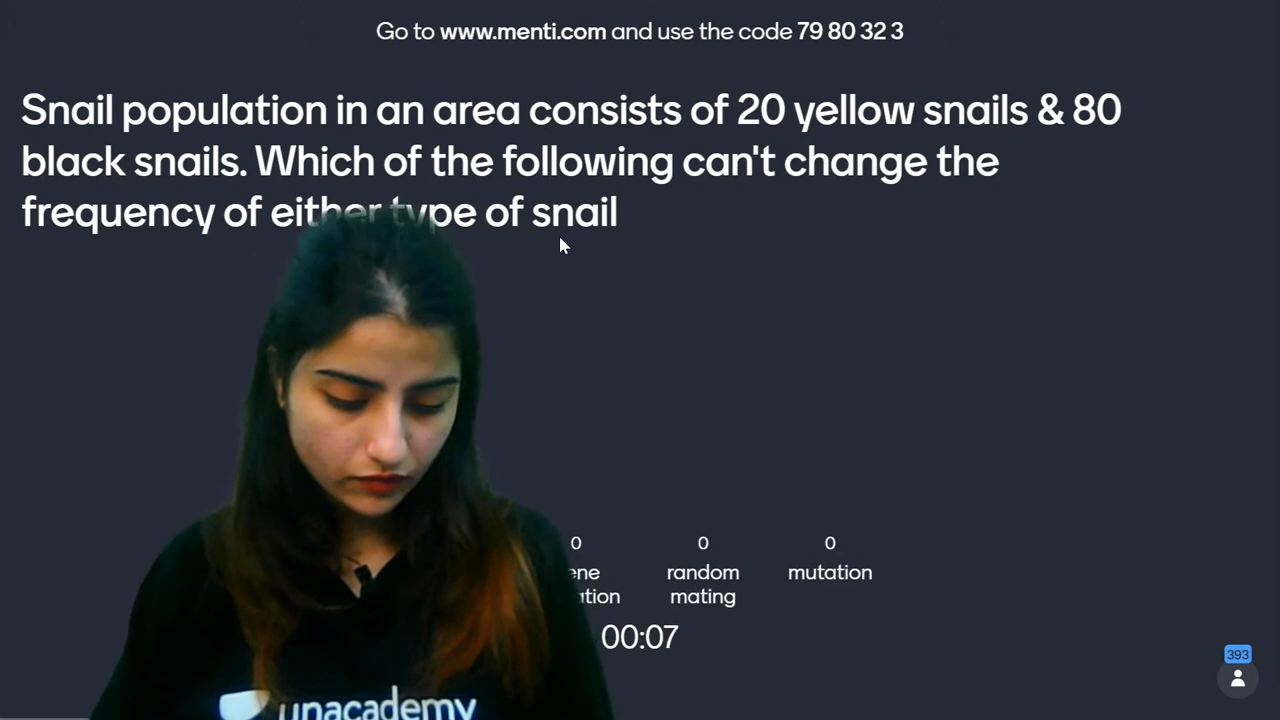 Go to www.menti.com and use the code 79 80 32 3
Snail population in an area consists of 20 yellow snails & 80
black snails. Which of the following can't change the
frequency of either type of snail
0
0
0
random
mutation
mating
00:07
393
unacademy